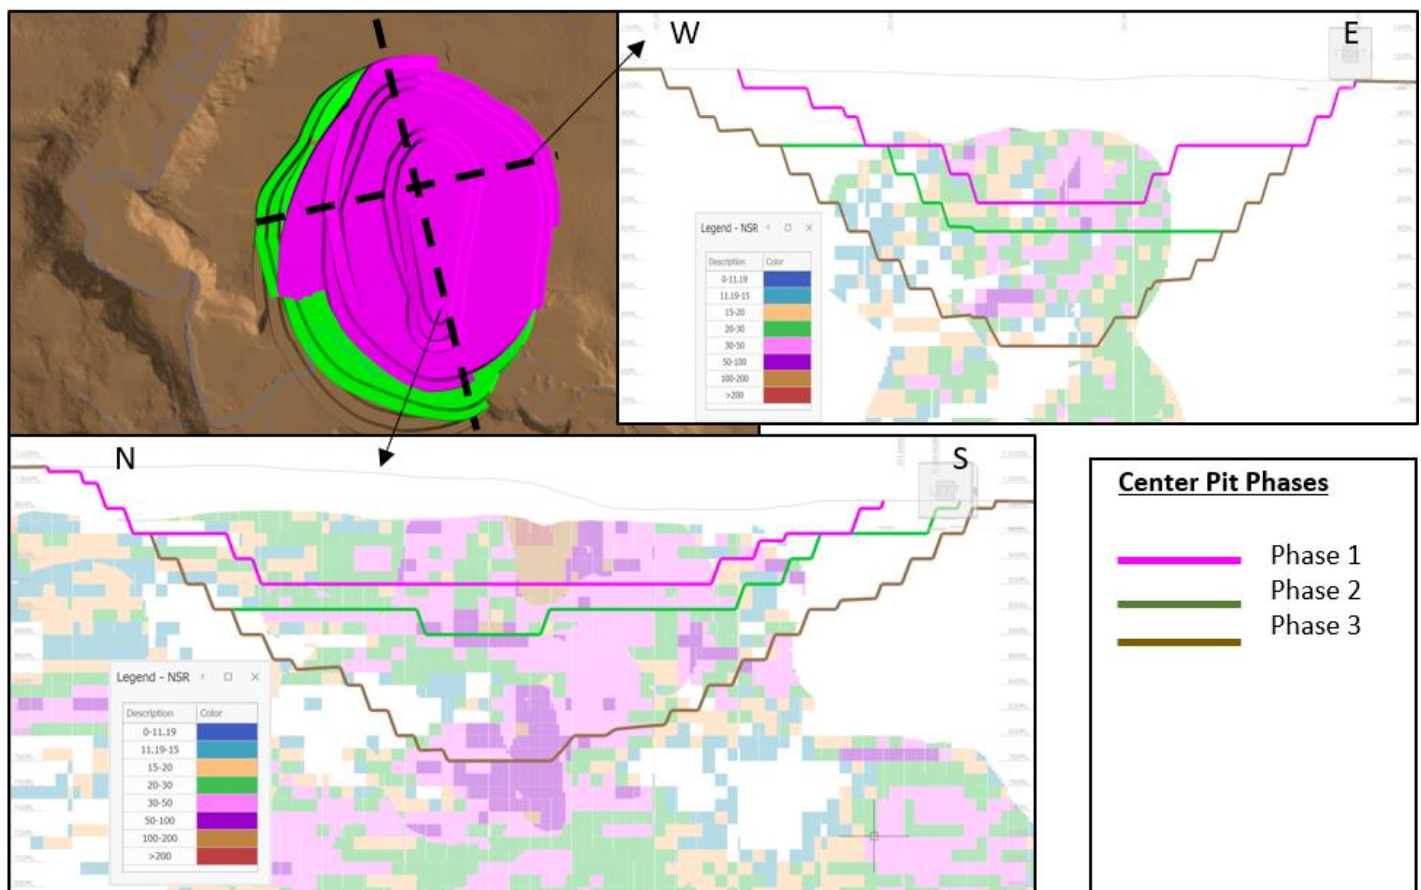 W
E
FRONT
Legend - NSR
Description Color
0-11.19
11.19-15
15-20
20-30
30-50
50-100
100-200
>200
N
S
LEFT
Legend - NSR
Description Color
0-11.19
11.19-15
15-20
20-30
30-50
50-100
100-200
>200
Center Pit Phases
Phase 1
Phase 2
Phase 3